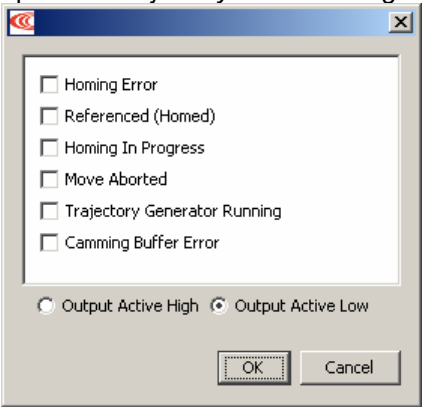 Homing Error
Referenced (Homed)
Homing In Progress
Move Aborted
Trajectory Generator Running
Camming Buffer Error
Output Active High Output Active Low
OK Cancel